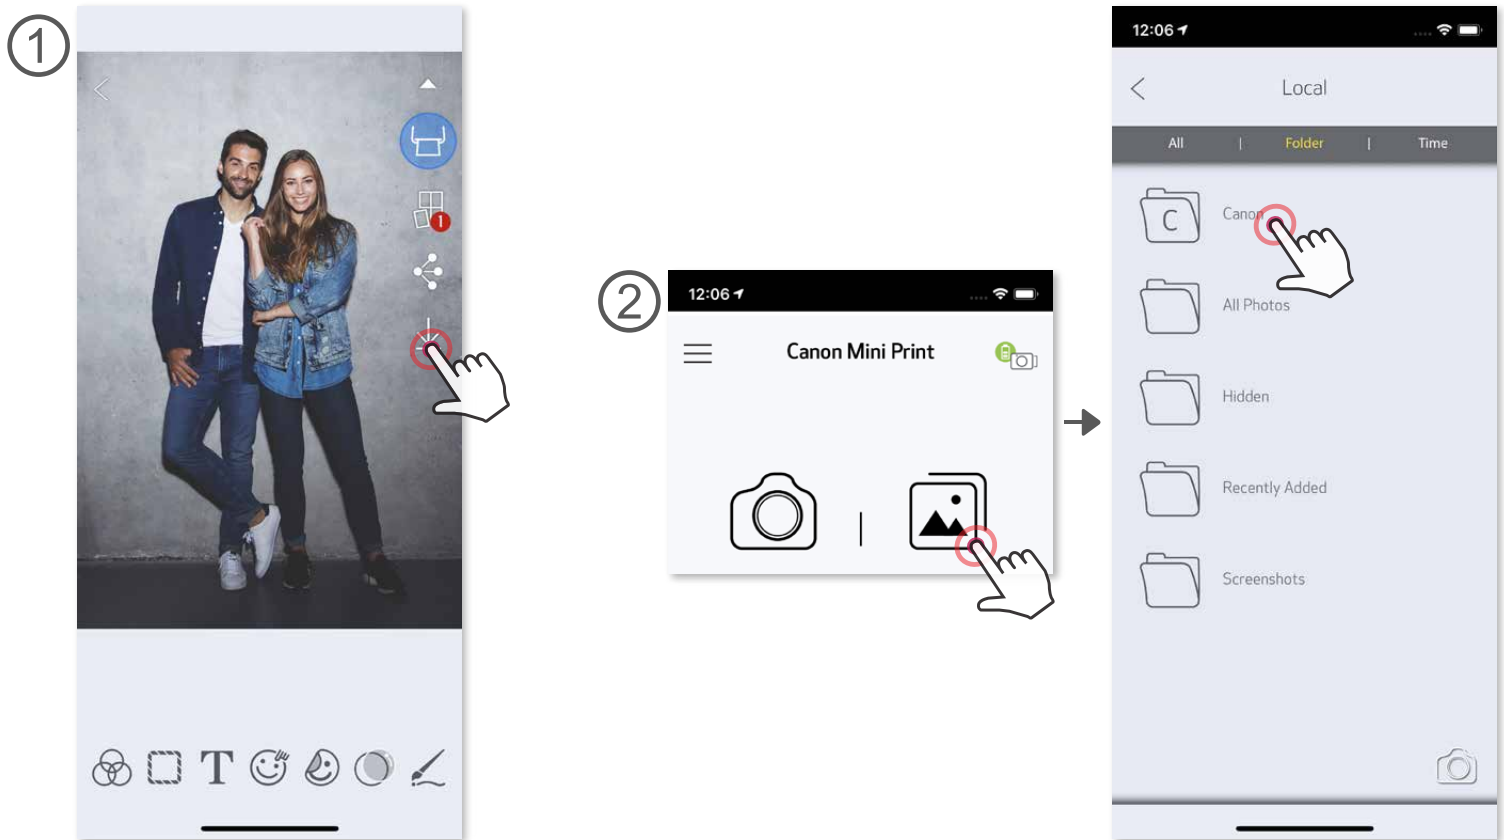 1
1
T
2
12:06
Canon Mini Print
12:06
Local
All | Folder | Time
C Canon
All Photos
Hidden
Recently Added
Screenshots